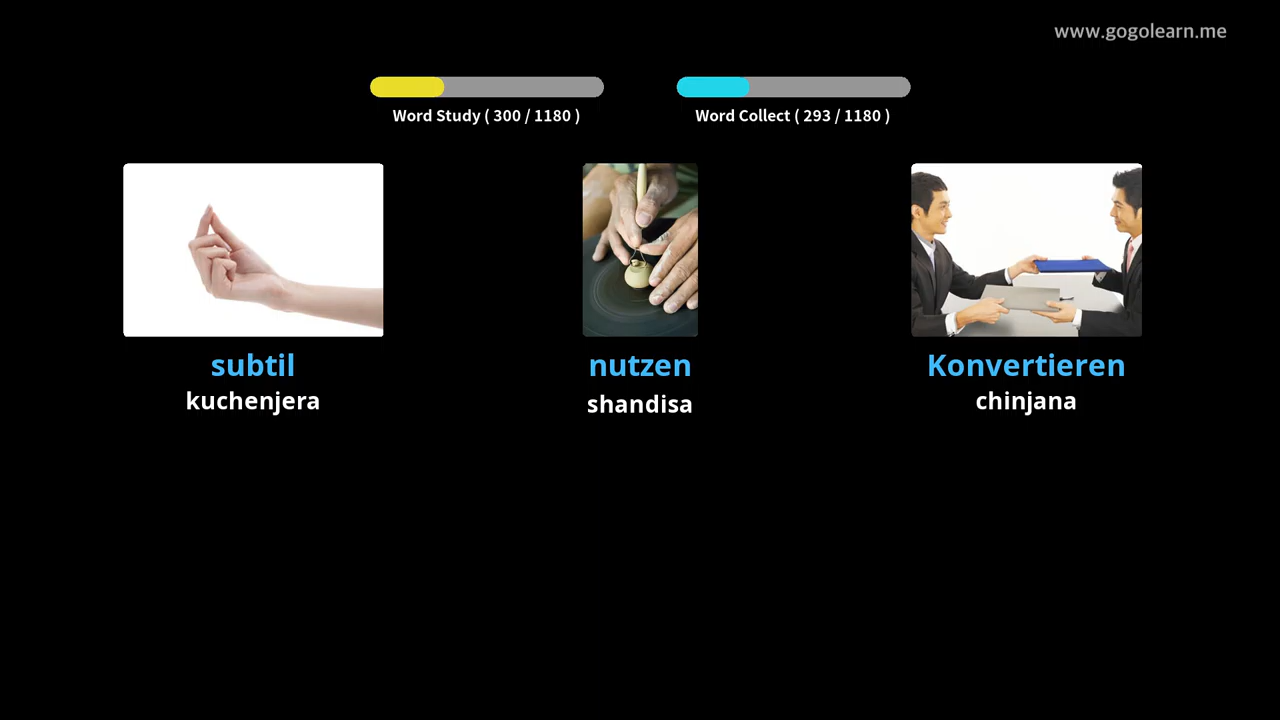 www.gogolearn.me
Word Study ( 300 / 1180 )
Word Collect ( 293 / 1180 )
subtil
kuchenjera
nutzen
shandisa
Konvertieren
chinjana